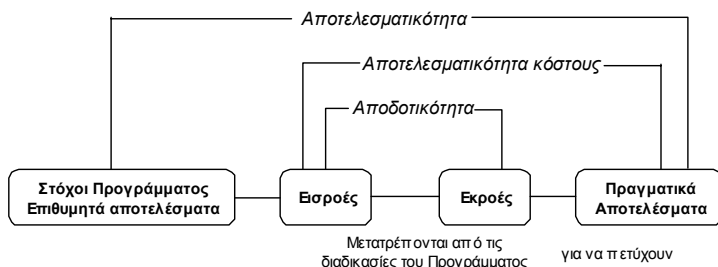 Αποτελεσματικότητα
Αποτελεσματικότητα κόστους
Αποδοτικότητα
Στόχοι Προγράμματος
Επιθυμητά αποτελέσματα
Εισροές
Εκροές
Πραγματικά
Αποτελέσματα
Μετατρέπονται από τις
διαδικασίες του Προγράμματος
για να πετύχουν